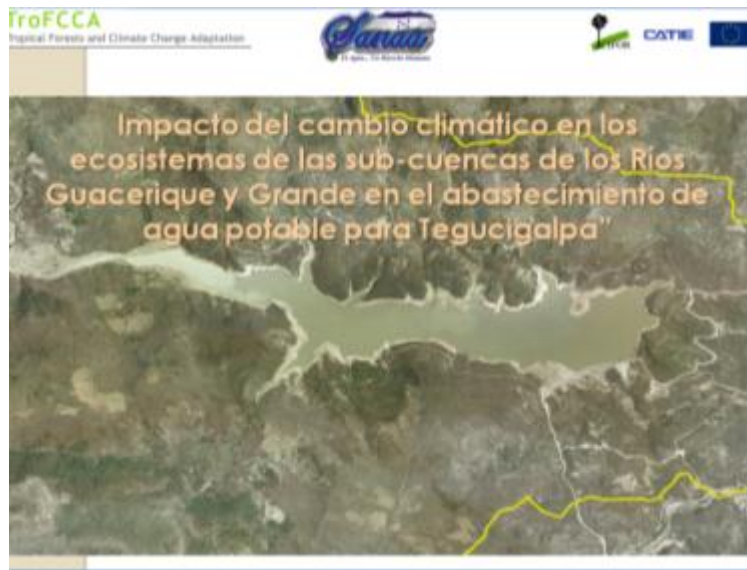 TroFCCA
Tropical Forests and Climate Change Adaptation
Sanaa
CATIE
Impacto del cambio climático en los
ecosistemas de las sub-cuencas de los Ríos
Guacerique y Grande en el abastecimiento de
agua potable para Tegucigalpa”